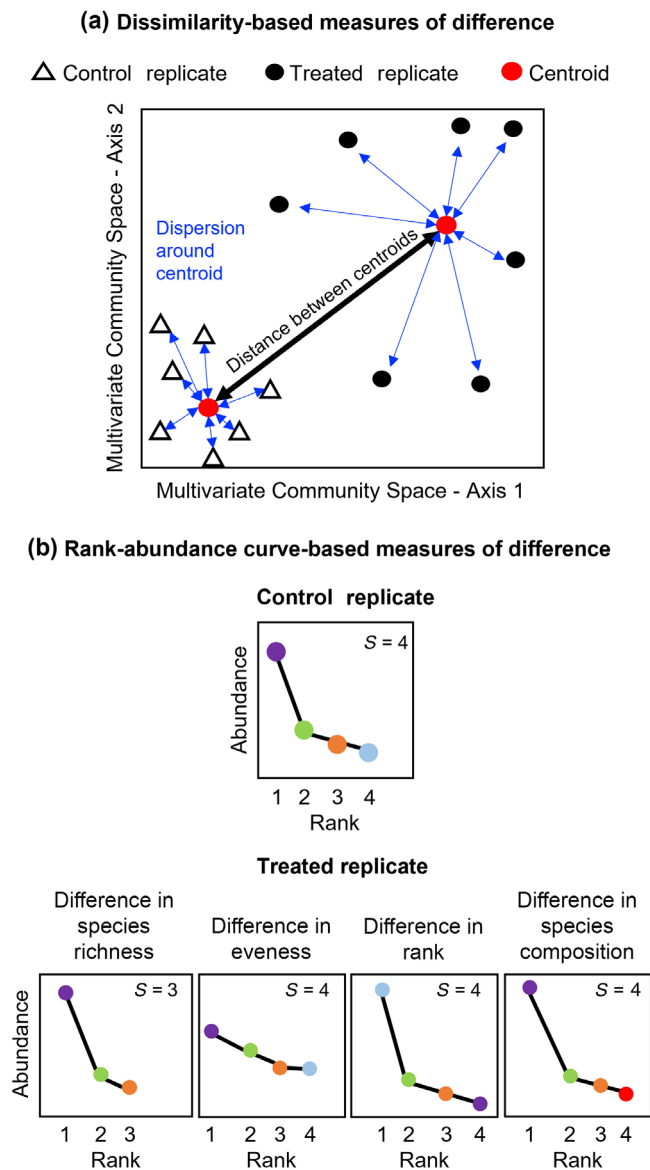 (a) Dissimilarity-based measures of difference
Control replicate
Treated replicate
Centroid
Multivariate Community Space - Axis 2
Dispersion
around
centroid
Distance between centroids
Multivariate Community Space - Axis 1
(b) Rank-abundance curve-based measures of difference
Control replicate
Abundance
S = 4
1 2 3 4
Rank
Treated replicate
Difference in
species
richness
Difference in
eveness
Difference in
rank
Difference in
species
composition
Abundance
S = 3
S = 4
S = 4
S = 4
1 2 3
1 2 3 4
1 2 3 4
1 2 3 4
Rank
Rank
Rank
Rank